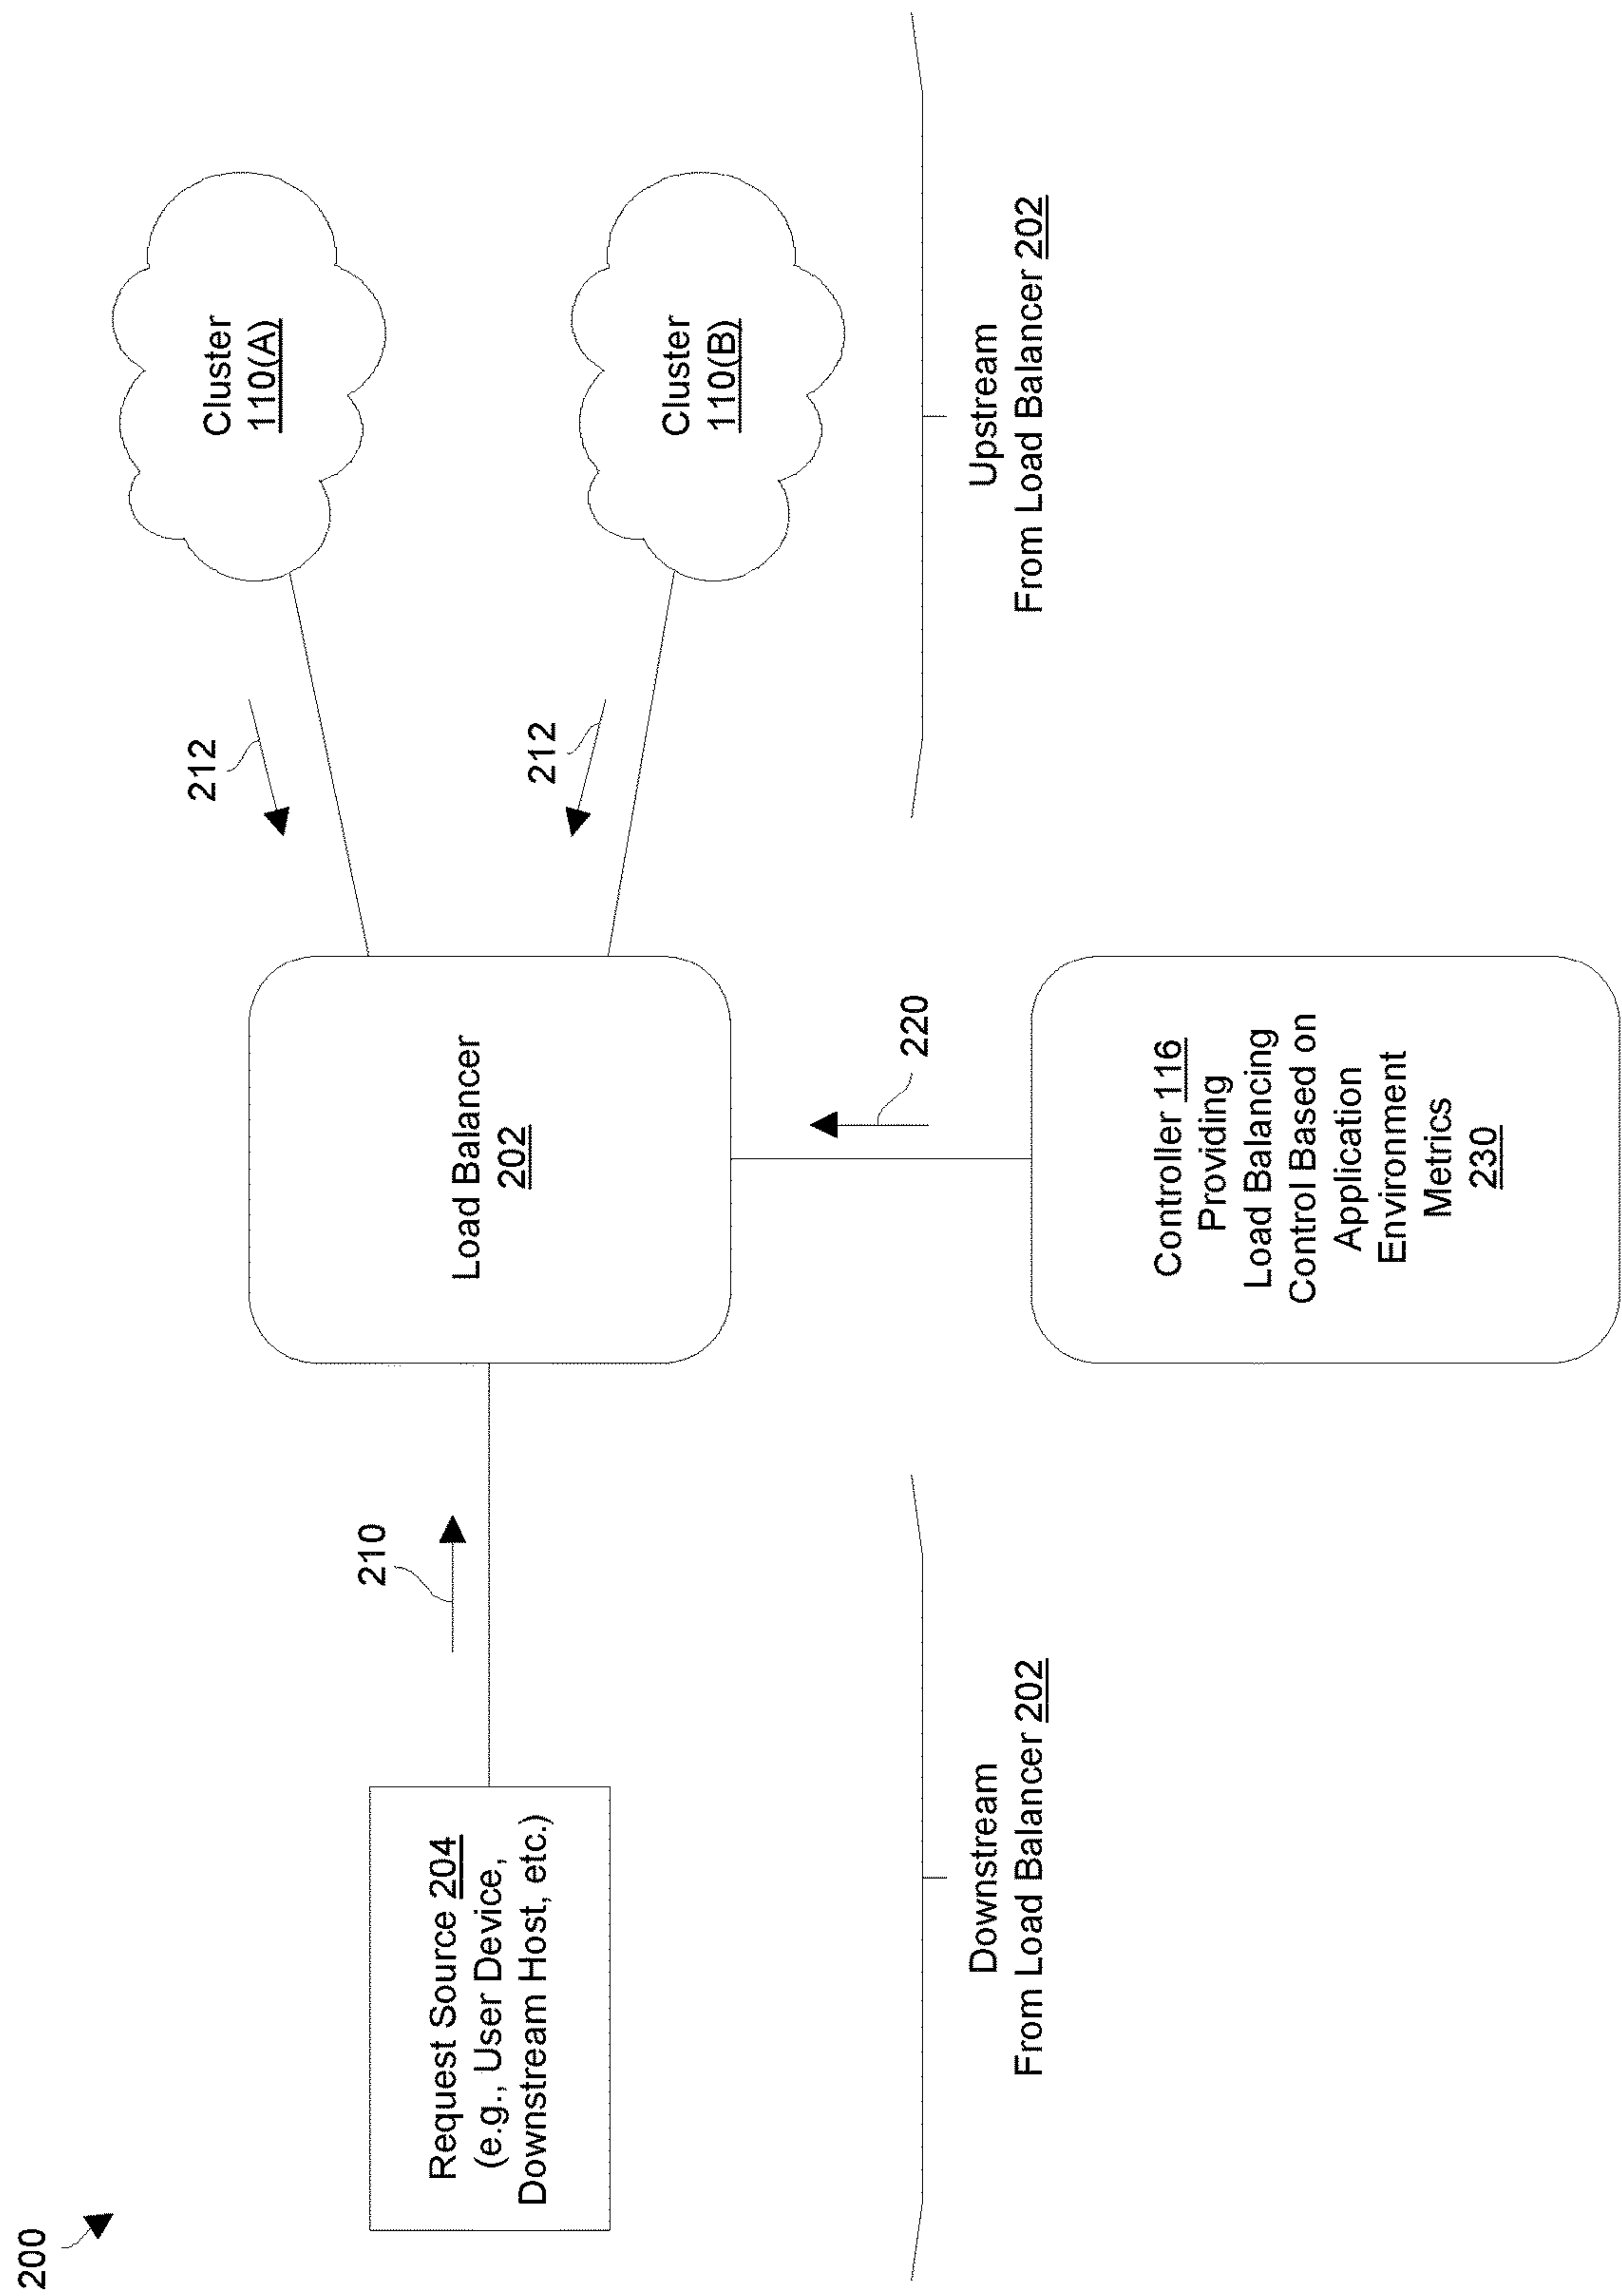 200
Request Source 204
(e.g., User Device,
Downstream Host, etc.)
210
Load Balancer
202
212
212
Cluster
110(A)
Cluster
110(B)
220
Controller 116
Providing
Load Balancing
Control Based on
Application
Environment
Metrics
230
Downstream
From Load Balancer 202
Upstream
From Load Balancer 202